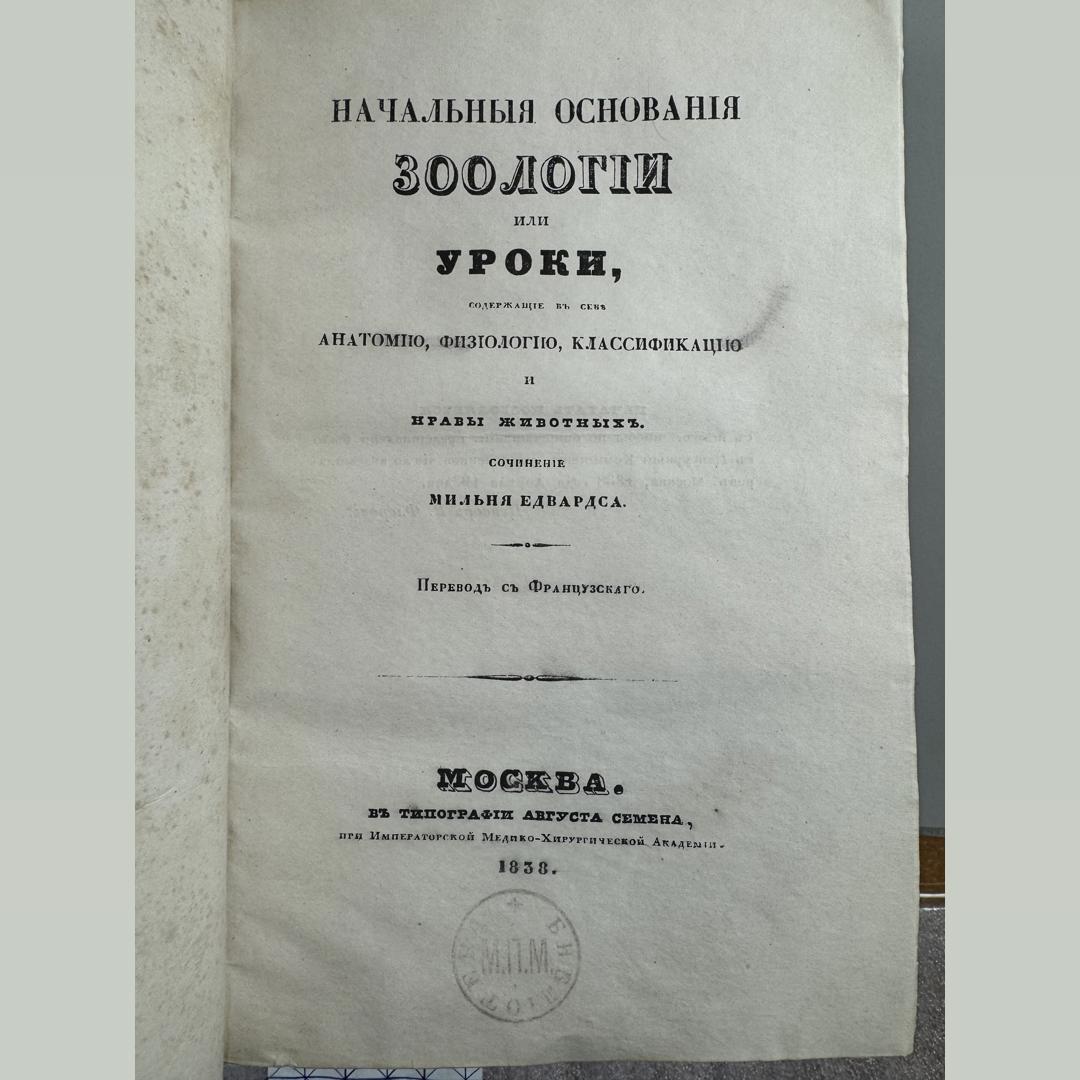 НАЧАЛЬНЫЯ ОСНОВАНІЯ
ЗООЛОГІИ
ИЛИ
УРОКИ,
СОДЕРЖАЩІЕ ВЪ СЕБѢ
АНАТОМІЮ, ФИЗІОЛОГІЮ, КЛАССИФИКАЦІЮ
И
НРАВЫ ЖИВОТНЫХЪ.
СОЧИНЕНІЕ
МИЛЬНЯ ЕДВАРДСА.
ПЕРЕВОДЪ СЪ ФРАНЦУЗСКАГО.
МОСКВА.
ВЪ ТИПОГРАФІИ АВГУСТА СЕМЕНА,
ПРИ ИМПЕРАТОРСКОЙ МЕДИКО-ХИРУРГИЧЕСКОЙ АКАДЕМІИ.
1838.
БИБЛІОТЕКА
М.П.М.